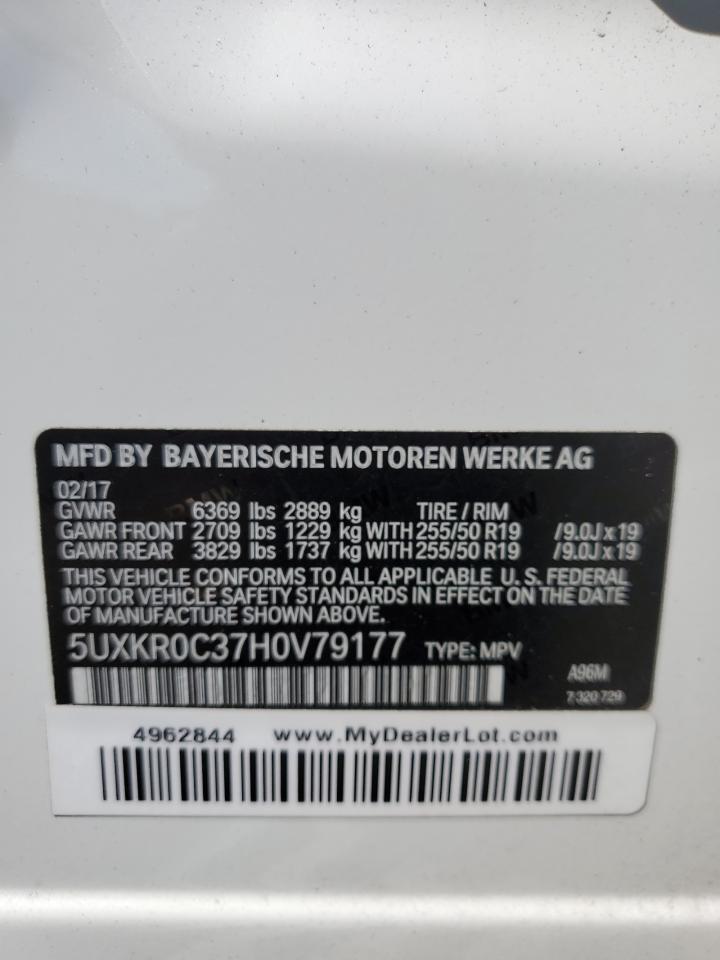 MFD BY BAYERISCHE MOTOREN WERKE AG
02/17
GVWR 6369 lbs 2889 kg TIRE / RIM
GAWR FRONT 2709 lbs 1229 kg WITH 255/50 R19 /9.0J x 19
GAWR REAR 3829 lbs 1737 kg WITH 255/50 R19 /9.0J x 19
THIS VEHICLE CONFORMS TO ALL APPLICABLE U. S. FEDERAL
MOTOR VEHICLE SAFETY STANDARDS IN EFFECT ON THE DATE
OF MANUFACTURE SHOWN ABOVE.
5UXKR0C37H0V79177 TYPE: MPV
A96M
7 320 729
4962844 www.MyDealerLot.com